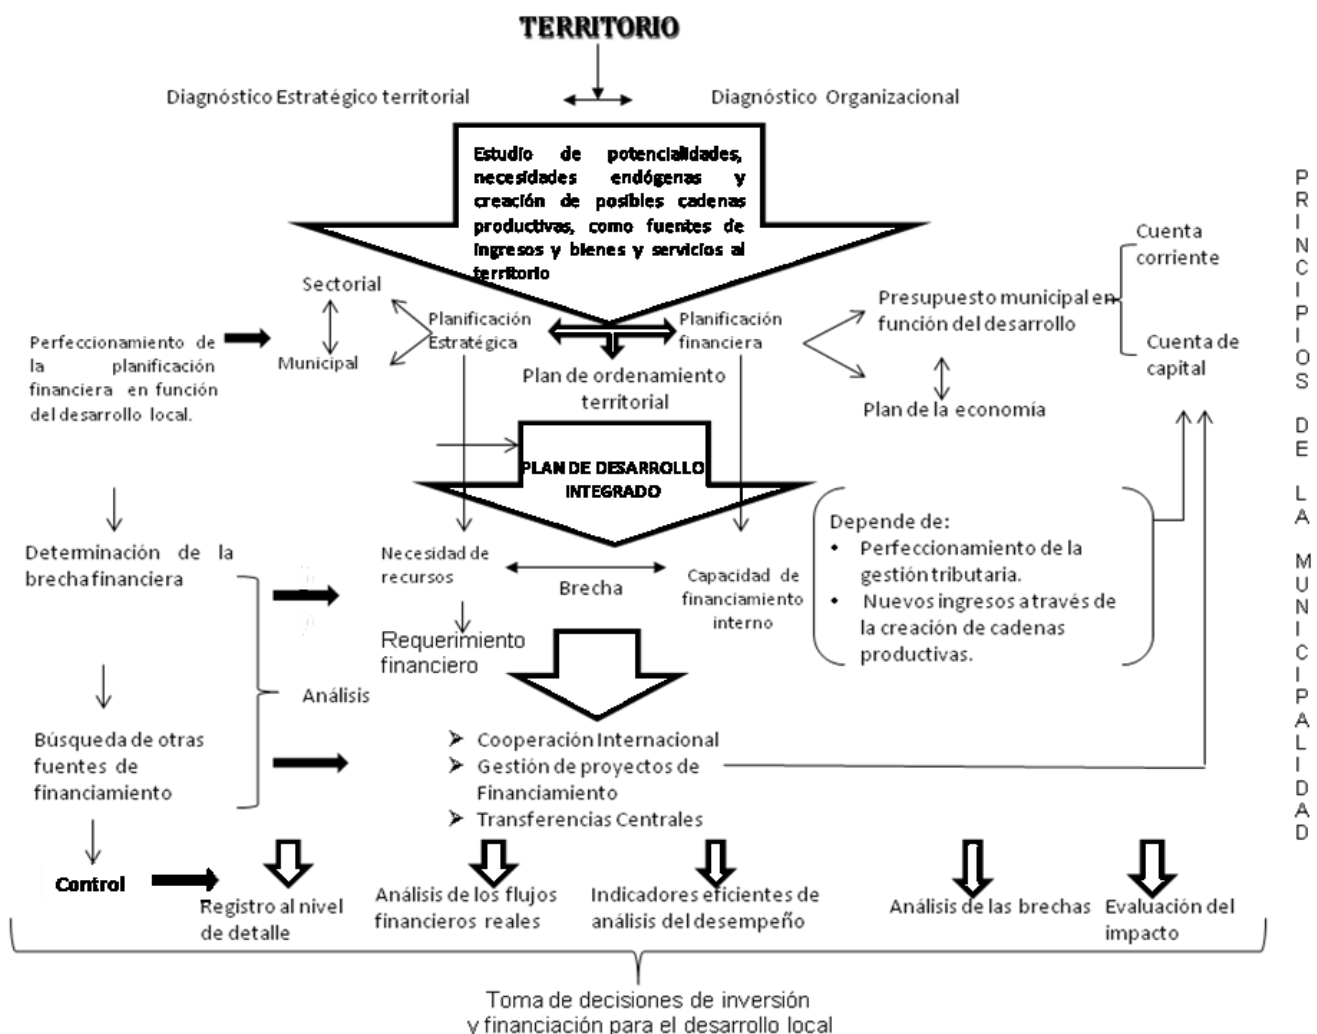 TERRITORIO
Diagnóstico Estratégico territorial
Diagnóstico Organizacional
Estudio de potencialidades,
necesidades endógenas y
creación de posibles cadenas
productivas, como fuentes de
ingresos y bienes y servicios al
territorio
Sectorial
Municipal
Planificación
Estratégica
Planificación
financiera
Presupuesto municipal en
función del desarrollo
Cuenta
corriente
Cuenta de
capital
Plan de la economía
Perfeccionamiento de
la planificación
financiera en función
del desarrollo local.
Plan de ordenamiento
territorial
PLAN DE DESARROLLO
INTEGRADO
Determinación de la
brecha financiera
Necesidad de
recursos
Brecha
Capacidad de
financiamiento
interno
Depende de:
• Perfeccionamiento de la
gestión tributaria.
• Nuevos ingresos a través de
la creación de cadenas
productivas.
Requerimiento
financiero
Análisis
Búsqueda de otras
fuentes de
financiamiento
Cooperación Internacional
Gestión de proyectos de
Financiamiento
Transferencias Centrales
Control
Registro al nivel
de detalle
Análisis de los flujos
financieros reales
Indicadores eficientes de
análisis del desempeño
Análisis de las brechas
Evaluación del
impacto
Toma de decisiones de inversión
y financiación para el desarrollo local
PRINCIPIOS DE LA MUNICIPALIDAD